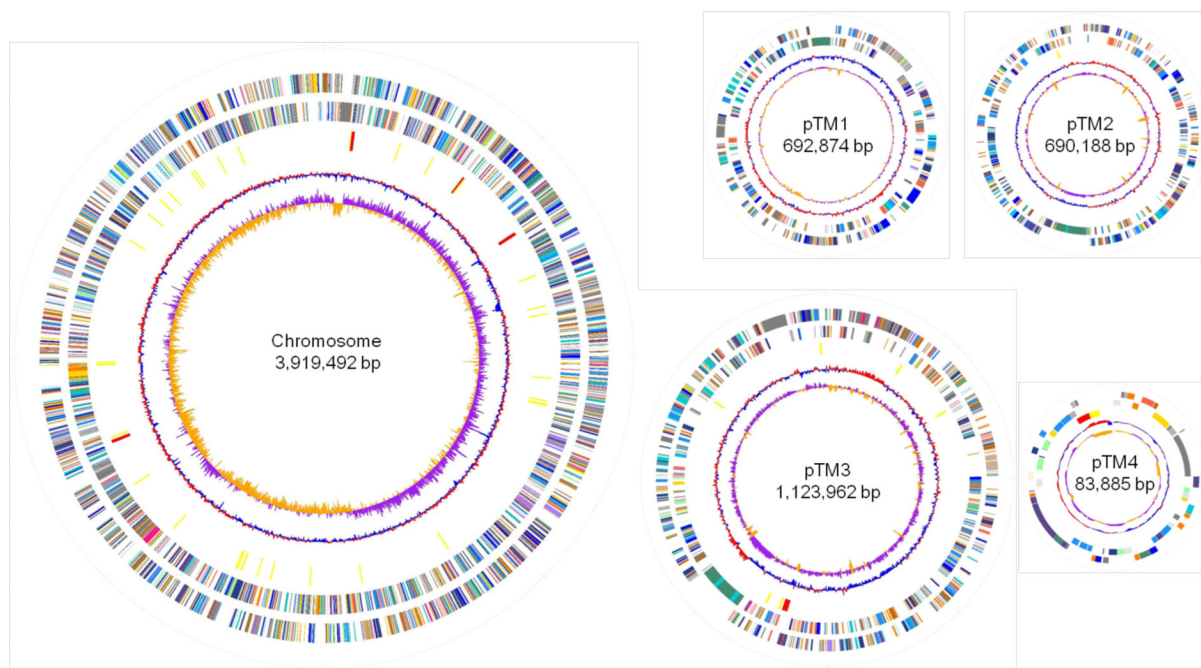 Chromosome
3,919,492 bp
pTM1
692,874 bp
pTM2
690,188 bp
pTM3
1,123,962 bp
pTM4
83,885 bp